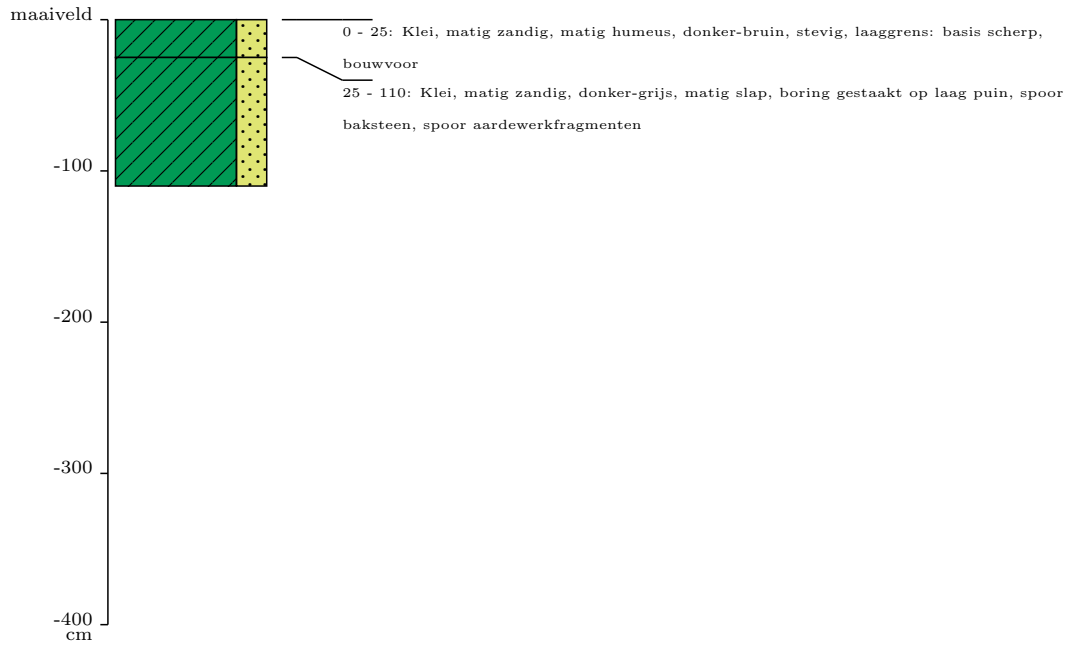 maaiveld
0 - 25: Klei, matig zandig, matig humeus, donker-bruin, stevig, laaggrens: basis scherp,
bouwvoor
25 - 110: Klei, matig zandig, donker-grijs, matig slap, boring gestaakt op laag puin, spoor
baksteen, spoor aardewerkfragmenten
-100
-200
-300
-400
cm